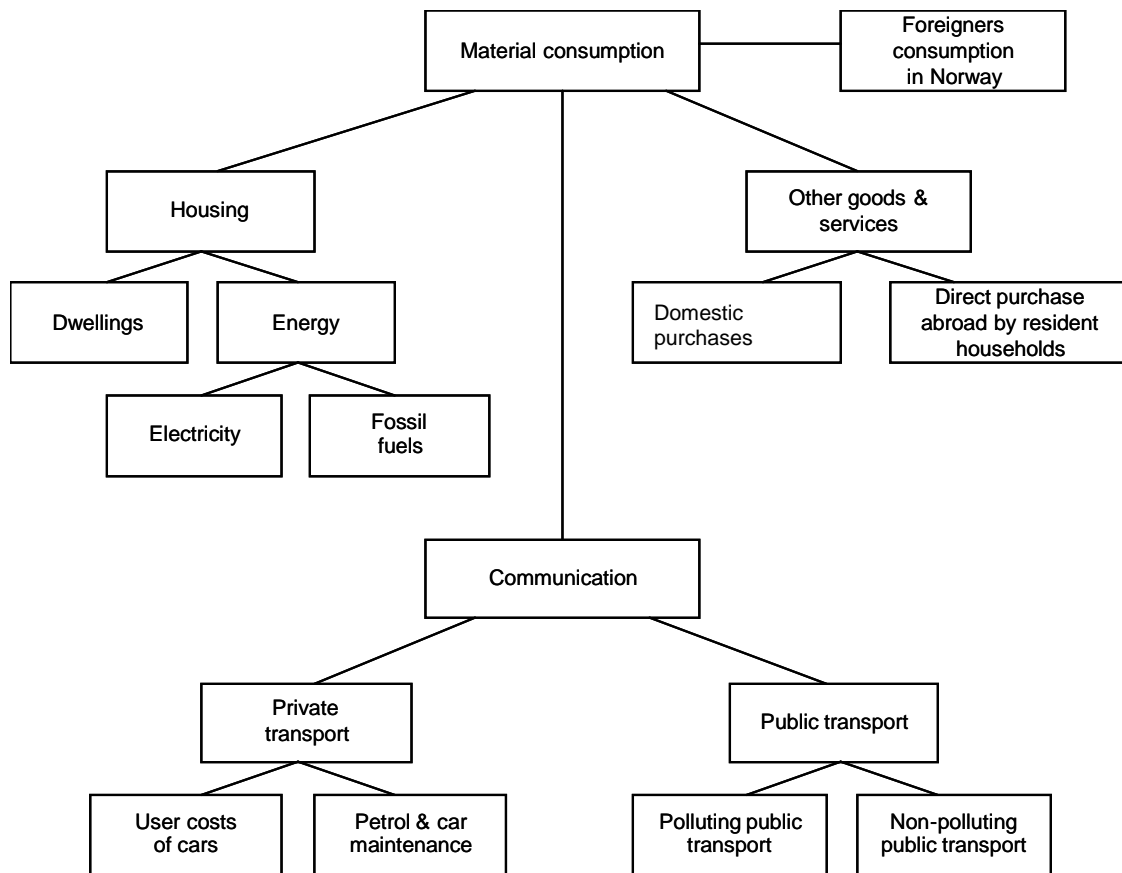 Material consumption
Foreigners
consumption
in Norway
Housing
Other goods &
services
Dwellings
Energy
Domestic
purchases
Direct purchase
abroad by resident
households
Electricity
Fossil
fuels
Communication
Private
transport
Public transport
User costs
of cars
Petrol & car
maintenance
Polluting public
transport
Non-polluting
public transport